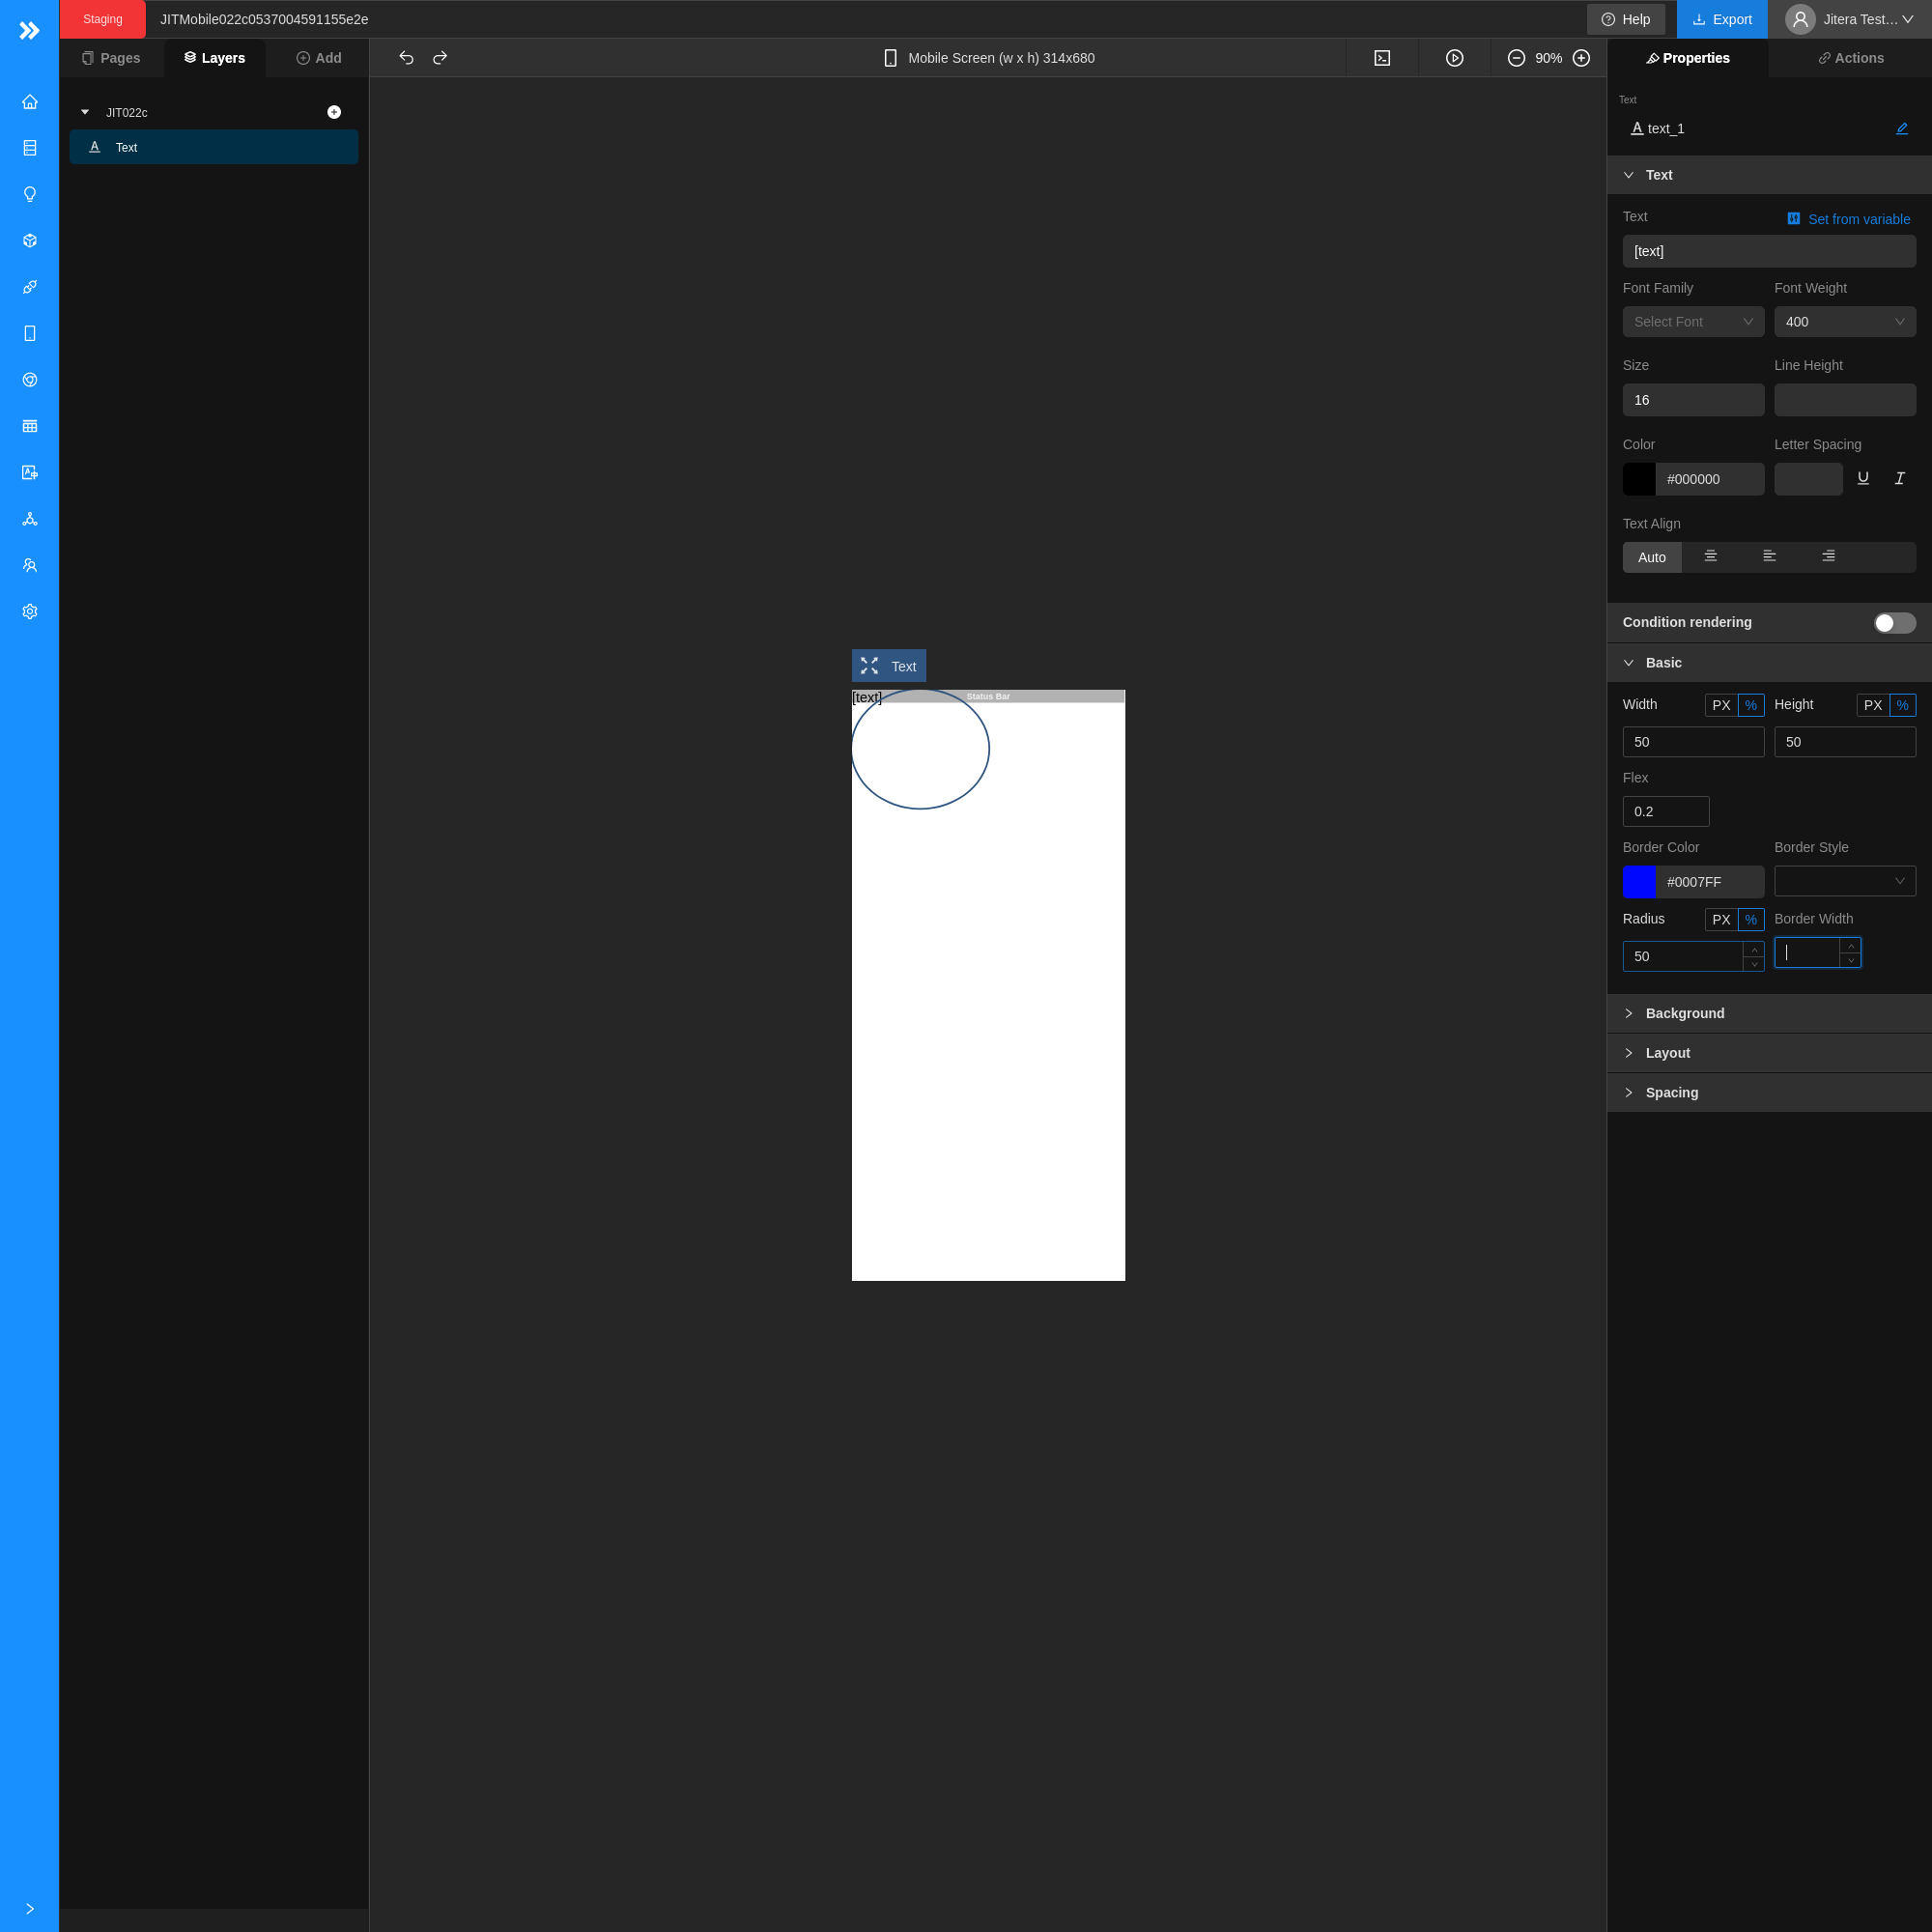 Staging
JITMobile022c0537004591155e2e
Help
Export
Jitera Test…
Pages
Layers
Add
Mobile Screen (w x h) 314x680
90%
Properties
Actions
JIT022c
Text
Text
A text_1
Text
Text
Set from variable
[text]
Font Family
Font Weight
Select Font
400
Size
Line Height
16
Color
Letter Spacing
#000000
Text Align
Auto
Condition rendering
Basic
Width
PX
%
Height
PX
%
50
50
Flex
0.2
Border Color
Border Style
#0007FF
Radius
PX
%
Border Width
50
Background
Layout
Spacing
Text
[text]
Status Bar